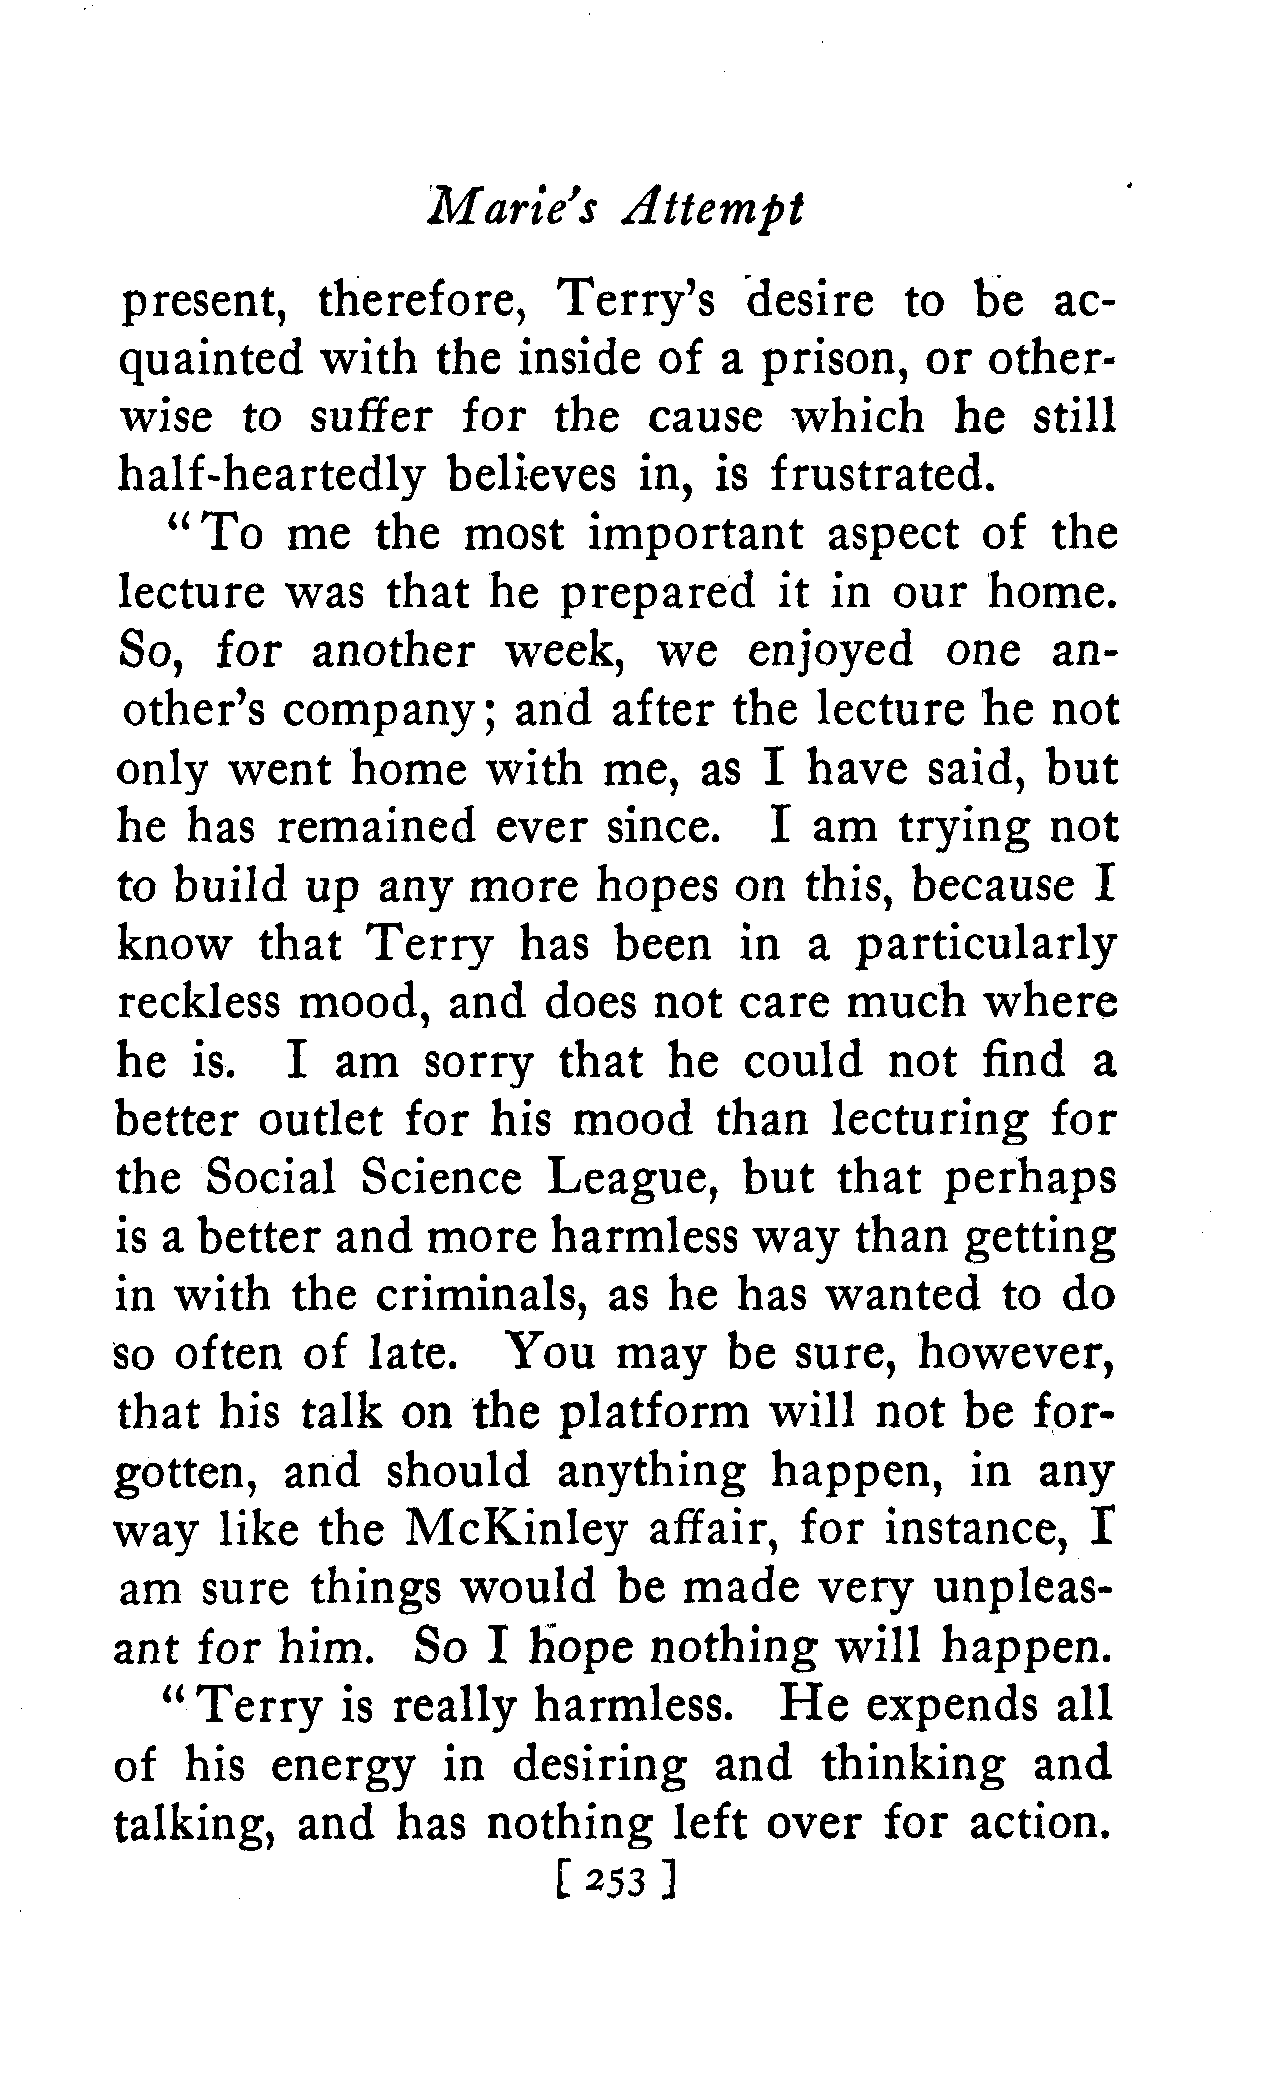 Marie's Attempt
present, therefore, Terry's desire to be ac-
quainted with the inside of a prison, or other-
wise to suffer for the cause which he still
half-heartedly believes in, is frustrated.
"To me the most important aspect of the
lecture was that he prepared it in our home.
So, for another week, we enjoyed one an-
other's company; and after the lecture he not
only went home with me, as I have said, but
he has remained ever since. I am trying not
to build up any more hopes on this, because I
know that Terry has been in a particularly
reckless mood, and does not care much where
he is. I am sorry that he could not find a
better outlet for his mood than lecturing for
the Social Science League, but that perhaps
is a better and more harmless way than getting
in with the criminals, as he has wanted to do
so often of late. You may be sure, however,
that his talk on the platform will not be for-
gotten, and should anything happen, in any
way like the McKinley affair, for instance, I
am sure things would be made very unpleas-
ant for him. So I hope nothing will happen.
"Terry is really harmless. He expends all
of his energy in desiring and thinking and
talking, and has nothing left over for action.
[ 253 ]